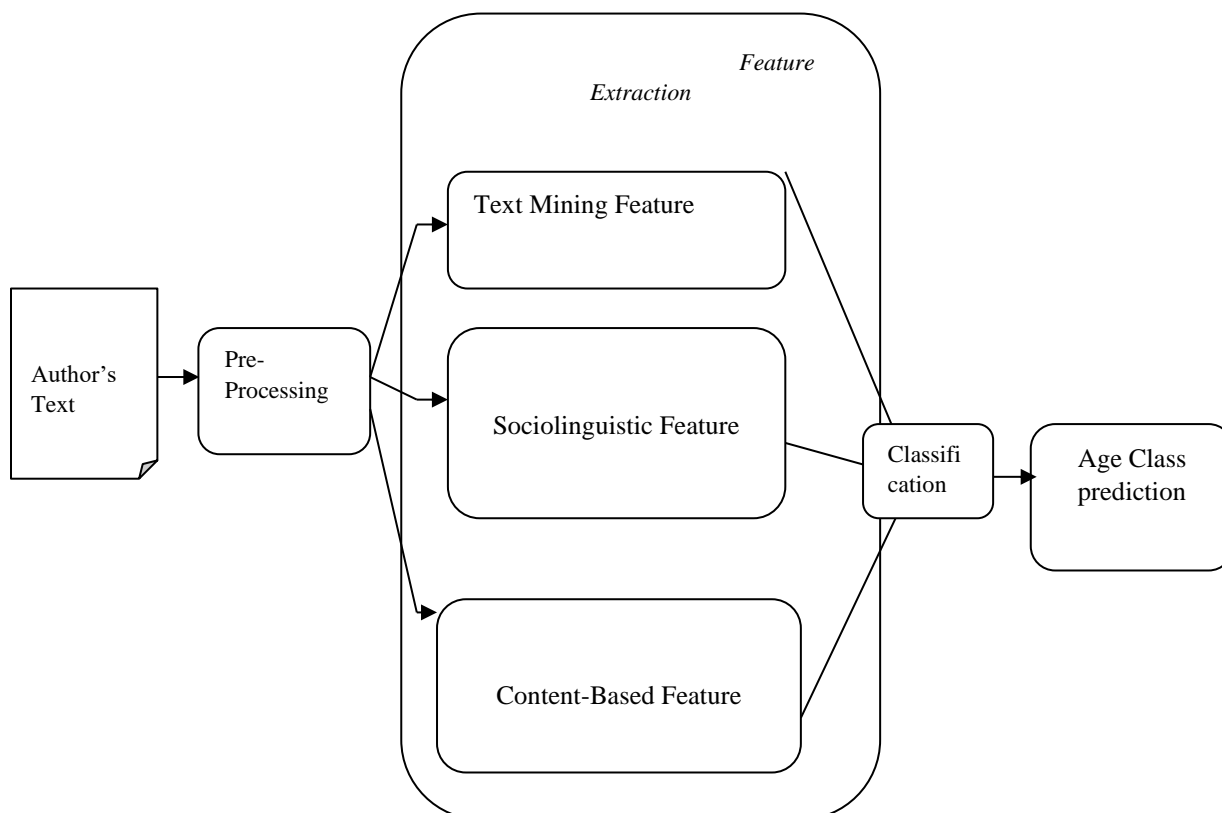 Feature
Extraction
Text Mining Feature
Author’s
Text
Pre-
Processing
Sociolinguistic Feature
Content-Based Feature
Classifi
cation
Age Class
prediction